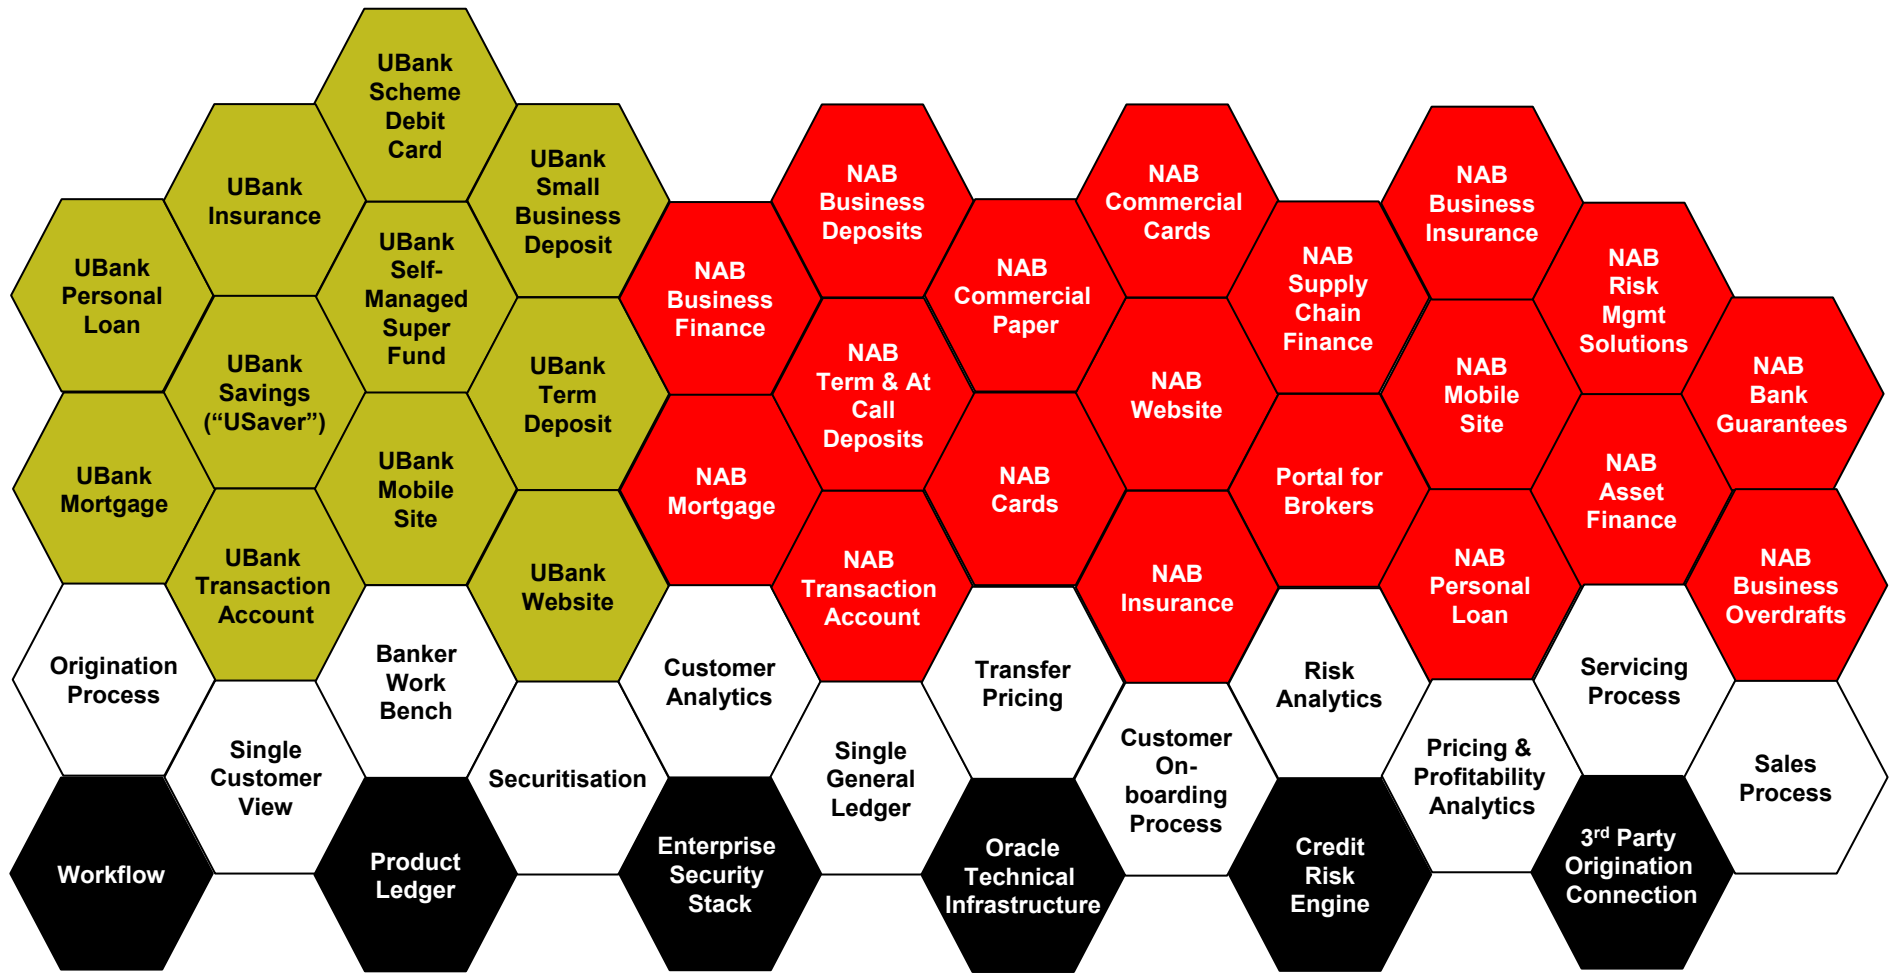 UBank
Scheme
Debit
Card
UBank
Insurance
UBank
Small
Business
Deposit
UBank
Personal
Loan
UBank
Self-
Managed
Super
Fund
UBank
Savings
(“USaver”)
UBank
Term
Deposit
UBank
Mortgage
UBank
Mobile
Site
UBank
Transaction
Account
UBank
Website
NAB
Business
Deposits
NAB
Commercial
Cards
NAB
Business
Insurance
NAB
Business
Finance
NAB
Commercial
Paper
NAB
Supply
Chain
Finance
NAB
Risk
Mgmt
Solutions
NAB
Term & At
Call
Deposits
NAB
Website
NAB
Mobile
Site
NAB
Bank
Guarantees
NAB
Mortgage
NAB
Cards
Portal for
Brokers
NAB
Asset
Finance
NAB
Transaction
Account
NAB
Insurance
NAB
Personal
Loan
NAB
Business
Overdrafts
Origination
Process
Banker
Work
Bench
Customer
Analytics
Transfer
Pricing
Risk
Analytics
Servicing
Process
Single
Customer
View
Securitisation
Single
General
Ledger
Customer
On-
boarding
Process
Pricing &
Profitability
Analytics
Sales
Process
Workflow
Product
Ledger
Enterprise
Security
Stack
Oracle
Technical
Infrastructure
Credit
Risk
Engine
3rd Party
Origination
Connection